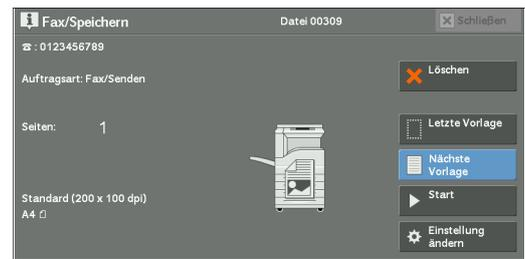 Fax/Speichern
Datei 00309
Schließen
☎: 0123456789
Auftragsart: Fax/Senden
Löschen
Seiten: 1
Letzte Vorlage
Nächste
Vorlage
Standard (200 x 100 dpi)
A4
Start
Einstellung
ändern